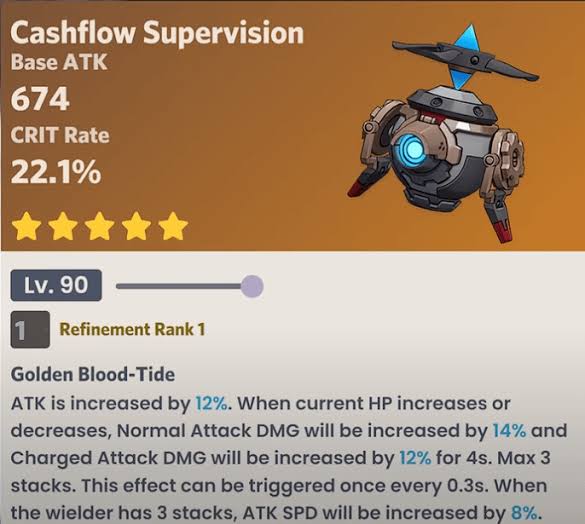 Cashflow Supervision
Base ATK
674
CRIT Rate
22.1%
Lv. 90
1
Refinement Rank 1
Golden Blood-Tide
ATK is increased by 12%. When current HP increases or
decreases, Normal Attack DMG will be increased by 14% and
Charged Attack DMG will be increased by 12% for 4s. Max 3
stacks. This effect can be triggered once every 0.3s. When
the wielder has 3 stacks, ATK SPD will be increased by 8%.